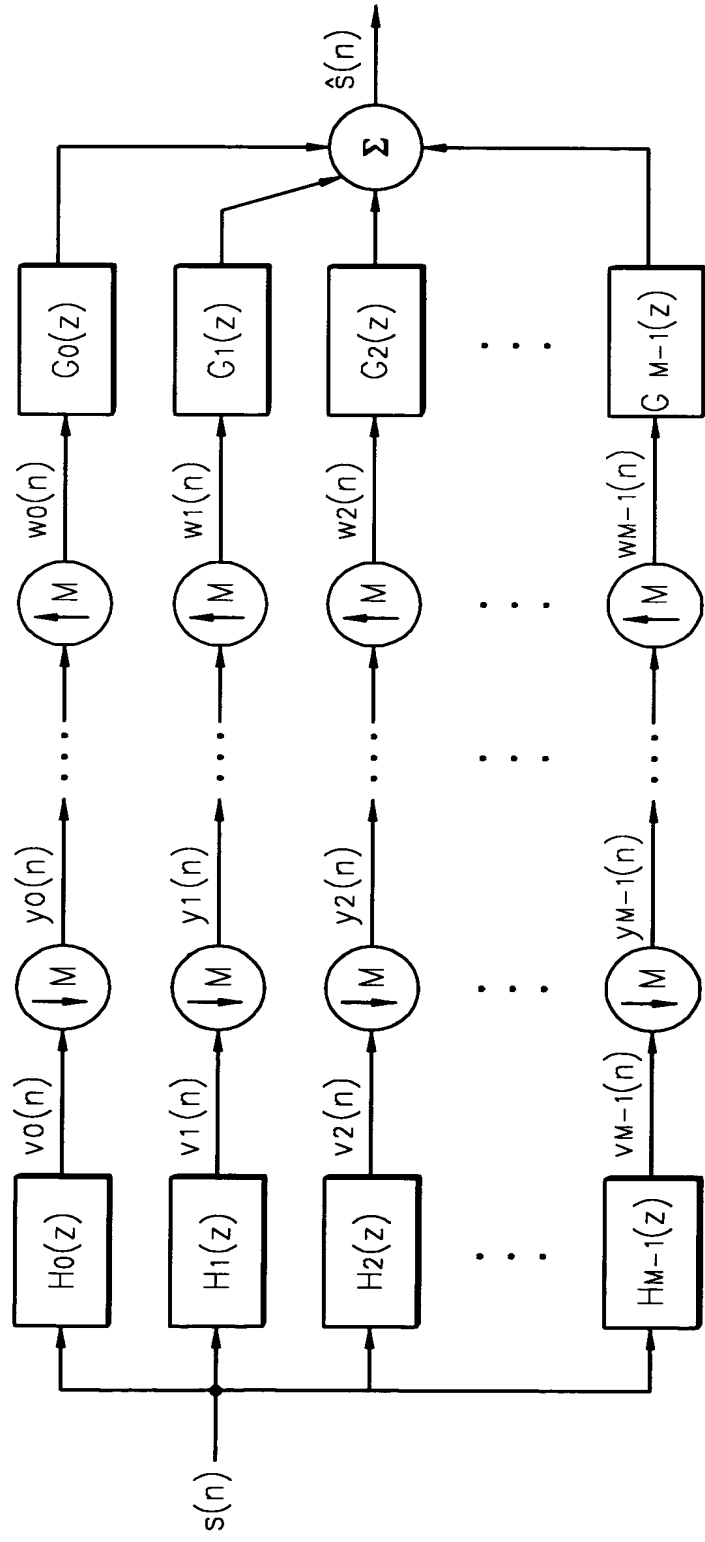 s(n)
H0(z) v0(n) ↓M y0(n) ... ↑M w0(n) G0(z)
H1(z) v1(n) ↓M y1(n) ... ↑M w1(n) G1(z)
H2(z) v2(n) ↓M y2(n) ... ↑M w2(n) G2(z)
... ... ... ... ...
HM-1(z) vM-1(n) ↓M yM-1(n) ... ↑M wM-1(n) G M-1(z)
Σ ŝ(n)